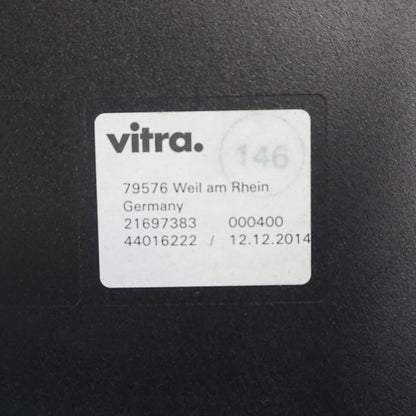 vitra.
146
79576 Weil am Rhein
Germany
21697383 000400
44016222 / 12.12.2014